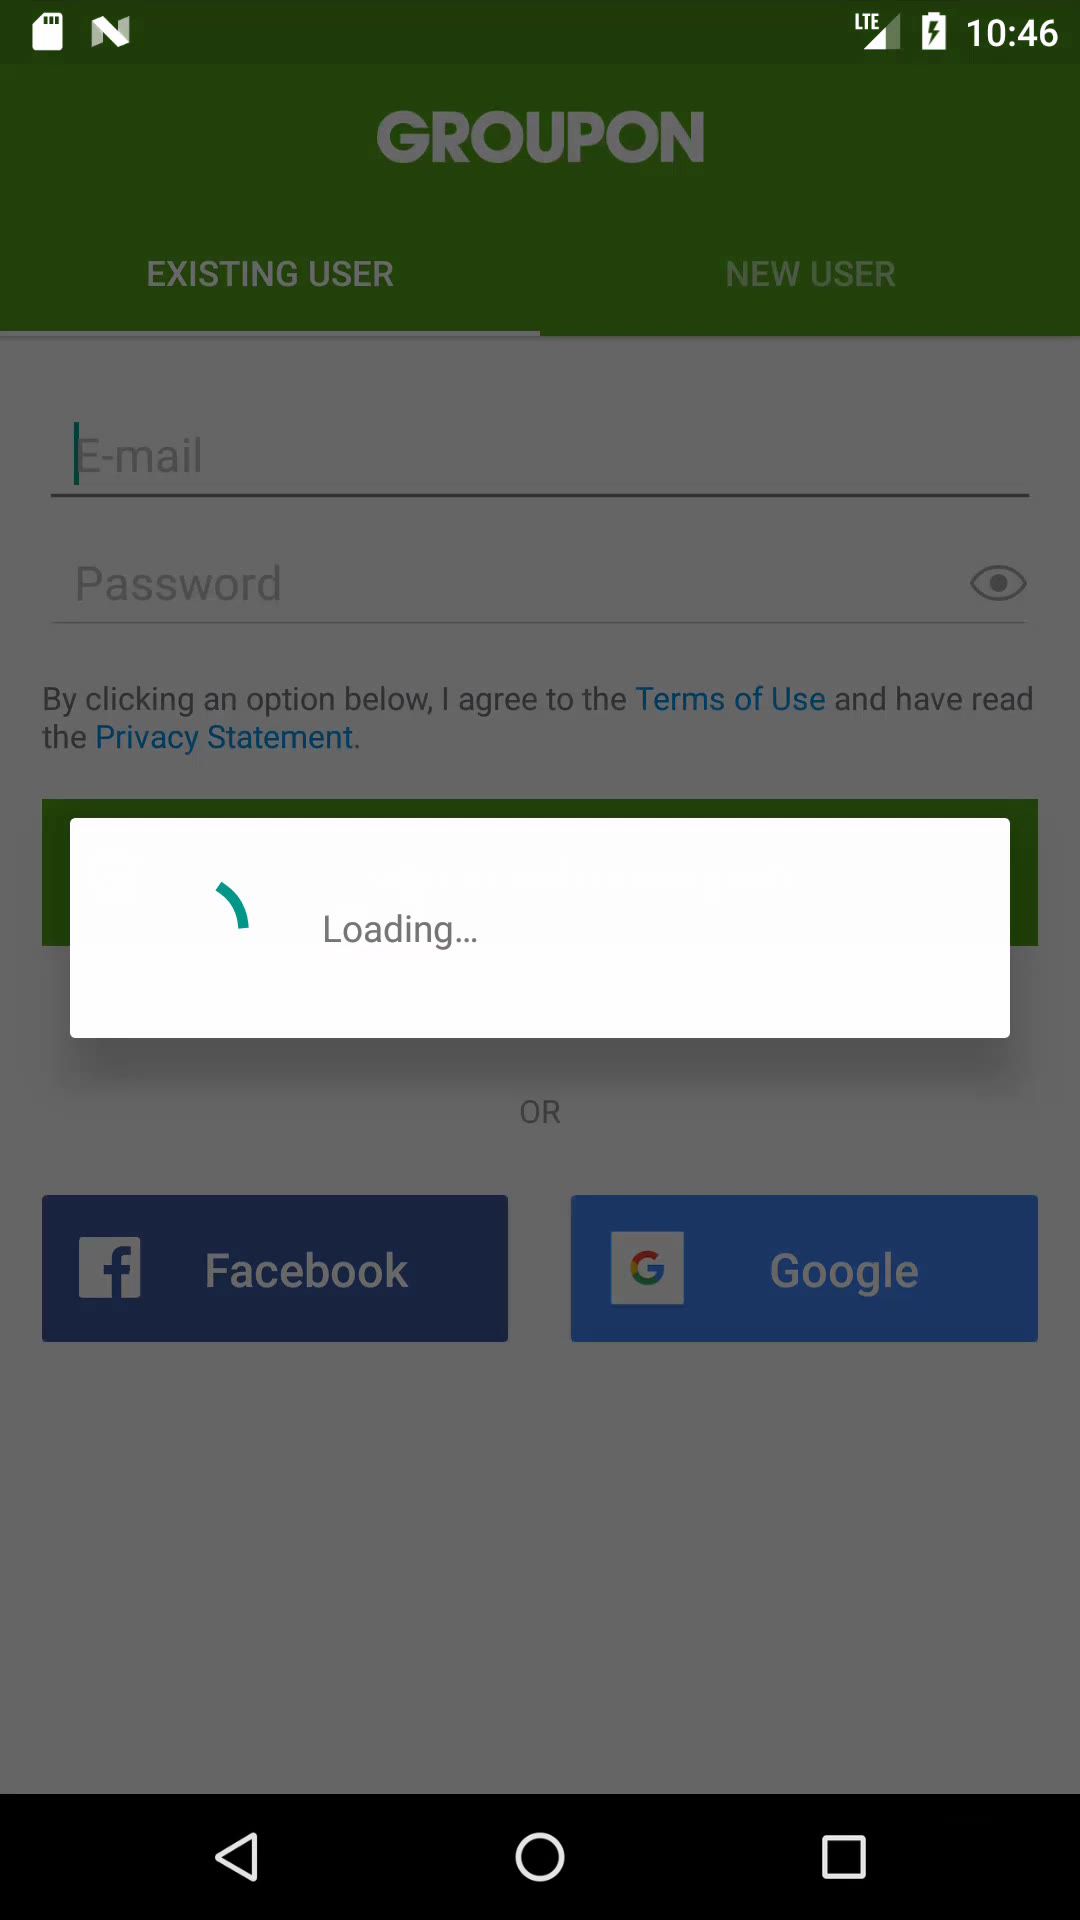 LTE 10:46
GROUPON
EXISTING USER
NEW USER
E-mail
Password
By clicking an option below, I agree to the Terms of Use and have read
the Privacy Statement.
Loading...
OR
Facebook
Google